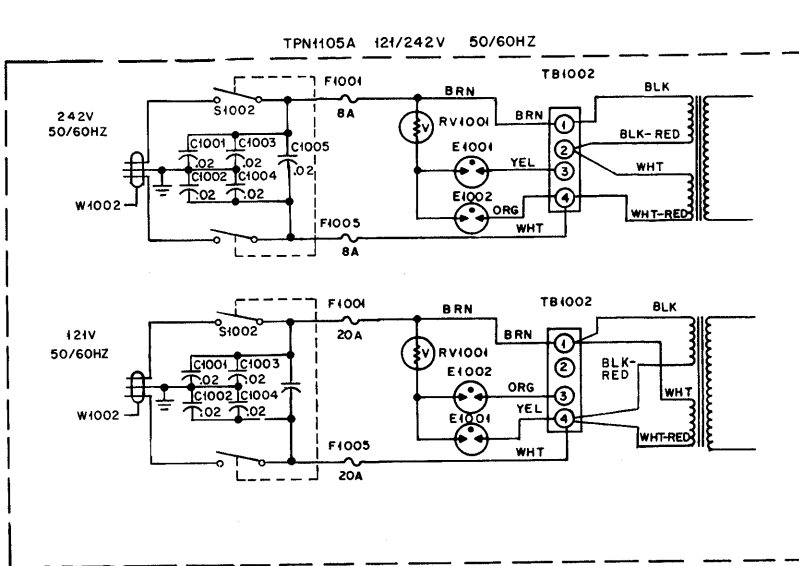 TPN1105A 121/242V 50/60HZ
242V
50/60HZ
S1002
F1001
8A
BRN
TB1002
BLK
RV1001
V
BRN
1
BLK-RED
C1001
.02
C1003
.02
C1005
.02
E1001
YEL
2
3
WHT
C1002
.02
C1004
.02
W1002
E1002
ORG
4
WHT-RED
F1005
8A
WHT
121V
50/60HZ
S1002
F1001
20A
BRN
TB1002
BLK
RV1001
V
BRN
1
BLK-
RED
C1001
.02
C1003
.02
E1002
ORG
2
3
WHT
C1002
.02
C1004
.02
W1002
YEL
E1001
4
WHT-RED
F1005
20A
WHT